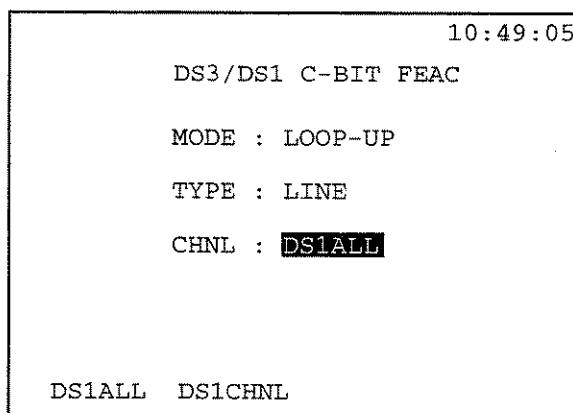 10:49:05
DS3/DS1 C-BIT FEAC
MODE : LOOP-UP
TYPE : LINE
CHNL : DS1ALL
DS1ALL DS1CHNL